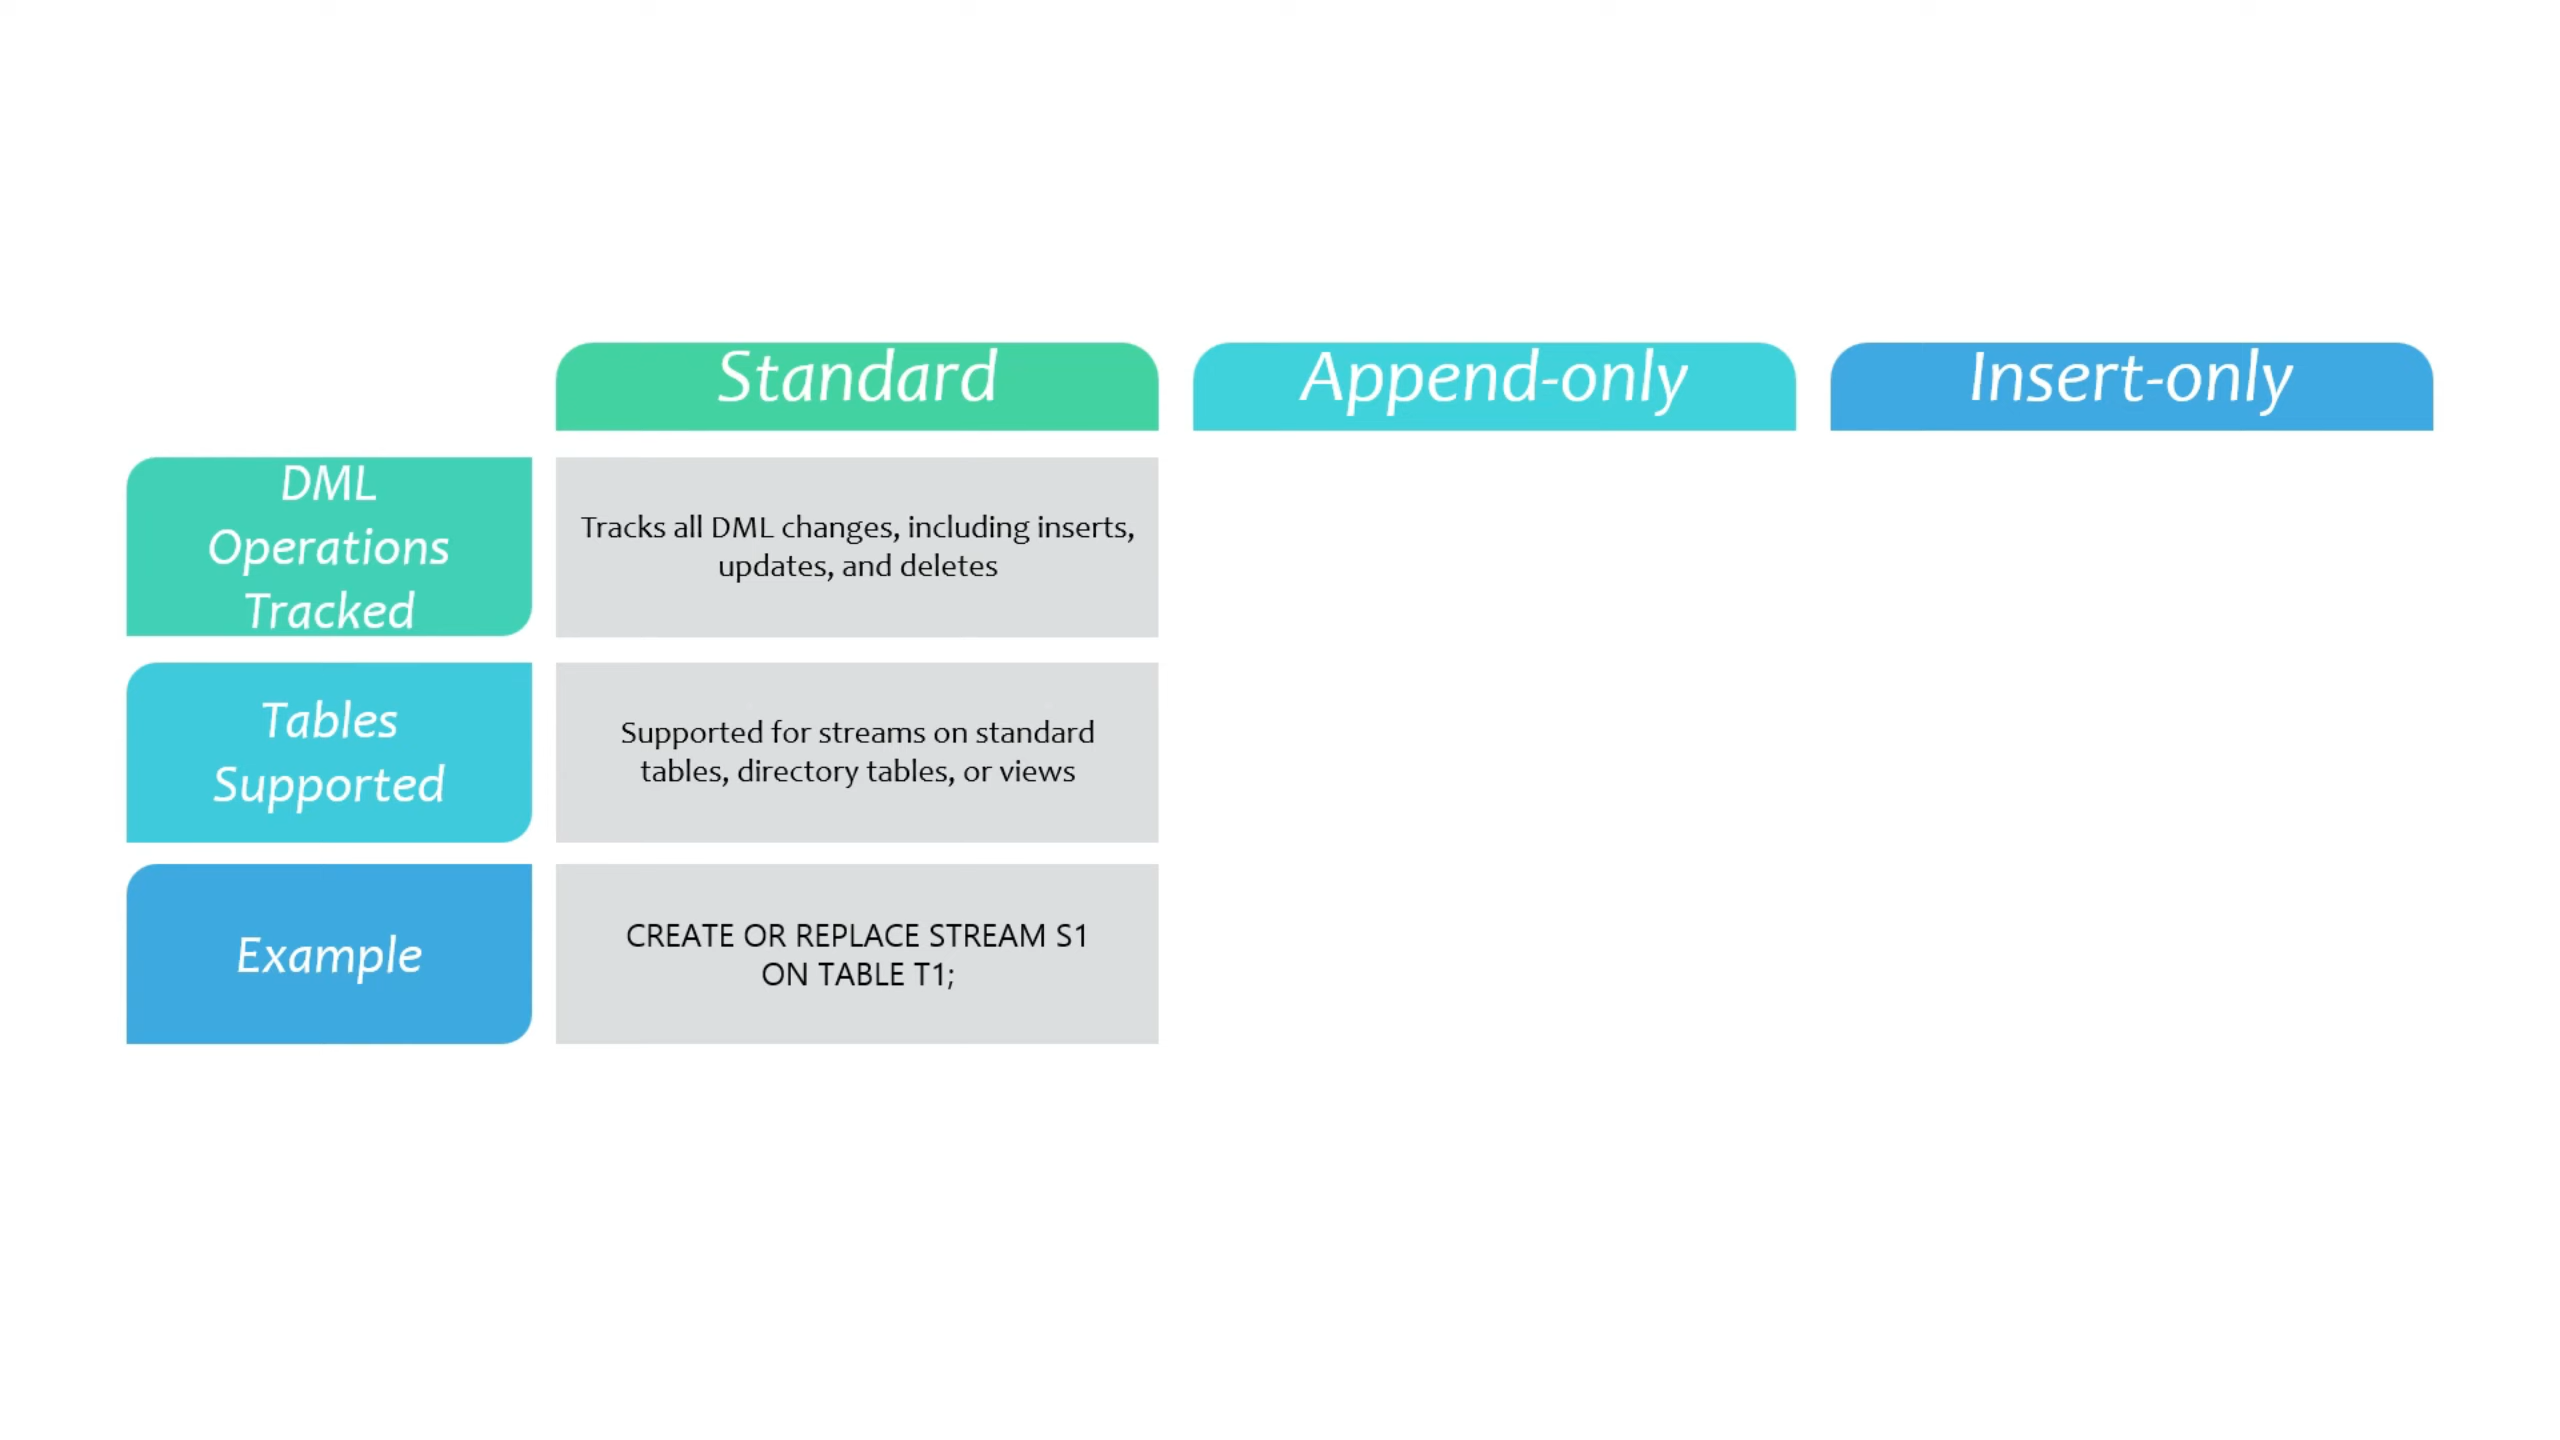 Standard
Append-only
Insert-only
DML
Operations
Tracked
Tracks all DML changes, including inserts,
updates, and deletes
Tables
Supported
Supported for streams on standard
tables, directory tables, or views
Example
CREATE OR REPLACE STREAM S1
ON TABLE T1;